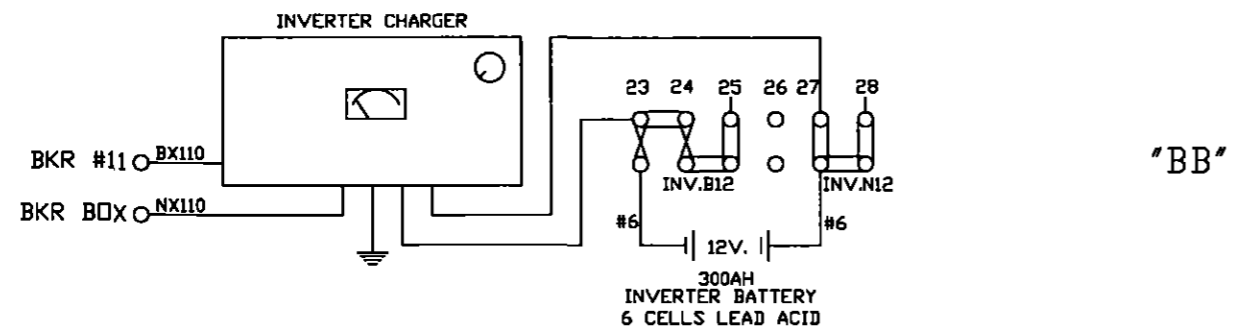 INVERTER CHARGER
23 24 25 26 27 28
BKR #11 BX110
"BB"
INV.B12 INV.N12
BKR BOX NX110
#6 #6
12V.
300AH
INVERTER BATTERY
6 CELLS LEAD ACID